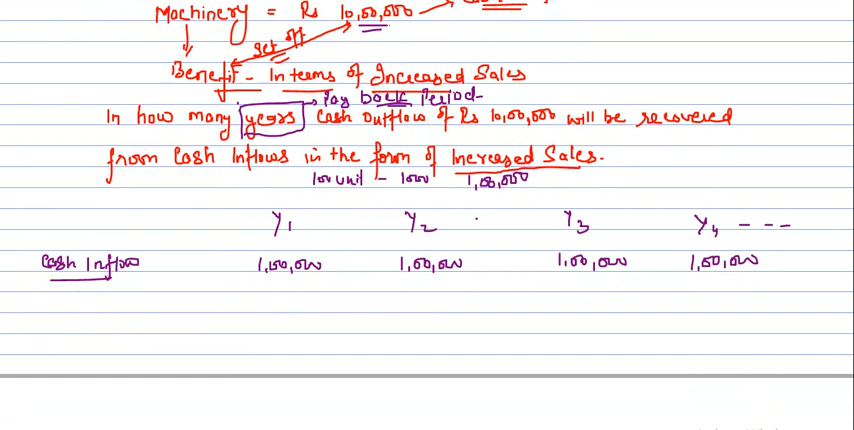 Machinery = Rs 10,00,000
set off
Benefit - In terms of Increased Sales
Pay back Period-
In how many years Cash Outflow of Rs 10,00,000 will be recovered
from Cash Inflows in the form of Increased Sales.
100 unit - 1000 1,00,000
Y1 Y2 Y3 Y4 - - -
Cash Inflow 1,00,000 1,00,000 1,00,000 1,00,000